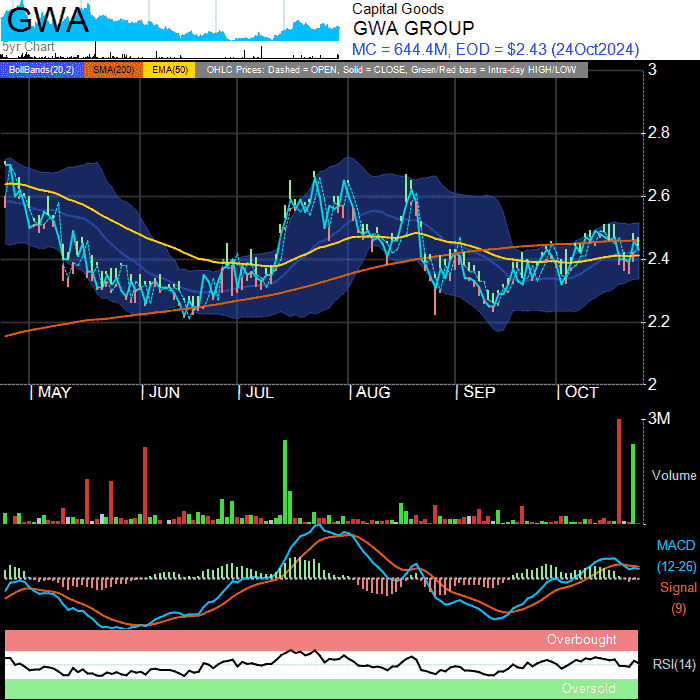 GWA
5yr Chart
Capital Goods
GWA GROUP
MC = 644.4M, EOD = $2.43 (24Oct2024)
BollBands(20,2) SMA(200) EMA(50) OHLC Prices: Dashed = OPEN, Solid = CLOSE, Green/Red bars = Intra-day HIGH/LOW
3
2.8
2.6
2.4
2.2
2
MAY JUN JUL AUG SEP OCT
3M
Volume
MACD
(12-26)
Signal
(9)
Overbought
RSI(14)
Oversold